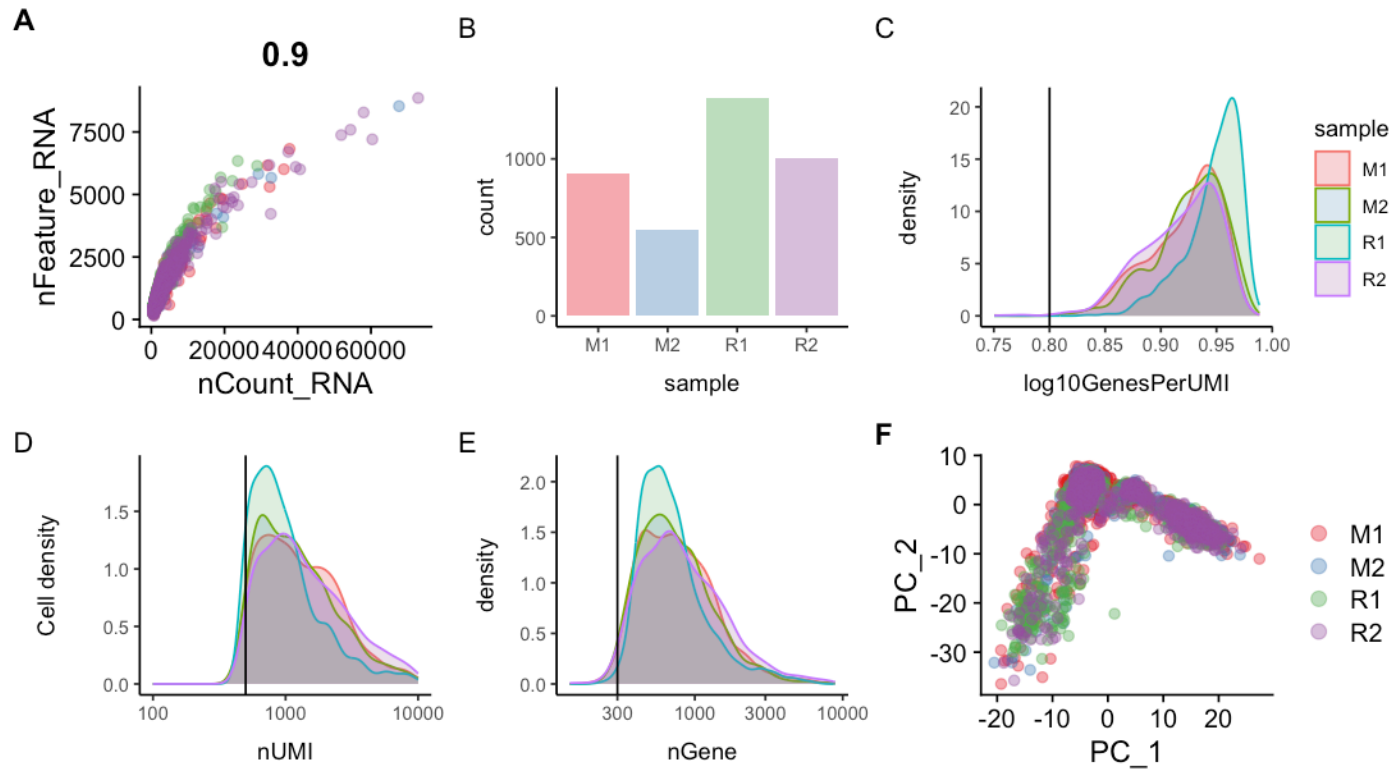 A
0.9
nFeature_RNA
7500
5000
2500
0
0 20000 40000 60000
nCount_RNA
B
count
1000
500
0
M1 M2 R1 R2
sample
C
density
20
15
10
5
0
0.75 0.80 0.85 0.90 0.95 1.00
log10GenesPerUMI
sample
M1
M2
R1
R2
D
Cell density
1.5
1.0
0.5
0.0
100 1000 10000
nUMI
E
density
2.0
1.5
1.0
0.5
0.0
300 1000 3000 10000
nGene
F
PC_2
10
0
-10
-20
-30
-20 -10 0 10 20
PC_1
M1
M2
R1
R2